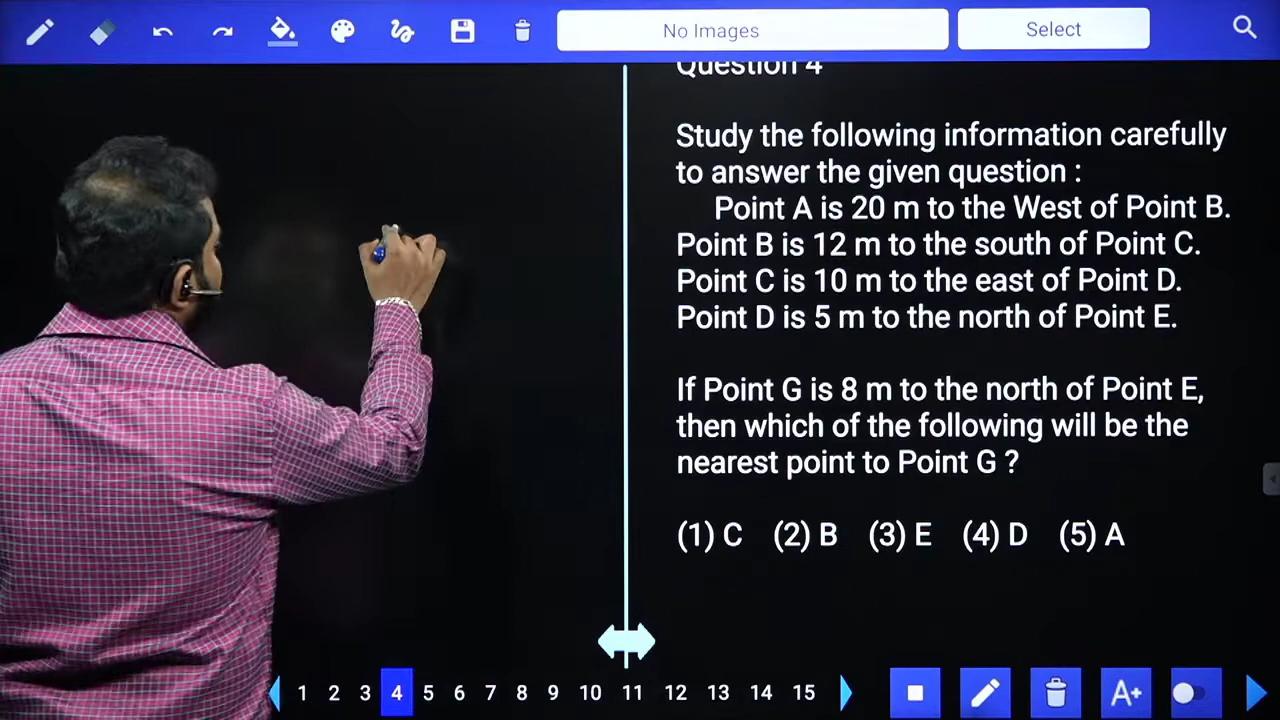 No Images
Select
Question 4
Study the following information carefully
to answer the given question :
Point A is 20 m to the West of Point B.
Point B is 12 m to the south of Point C.
Point C is 10 m to the east of Point D.
Point D is 5 m to the north of Point E.
If Point G is 8 m to the north of Point E,
then which of the following will be the
nearest point to Point G ?
(1) C (2) B (3) E (4) D (5) A
1 2 3 4 5 6 7 8 9 10 11 12 13 14 15
A+